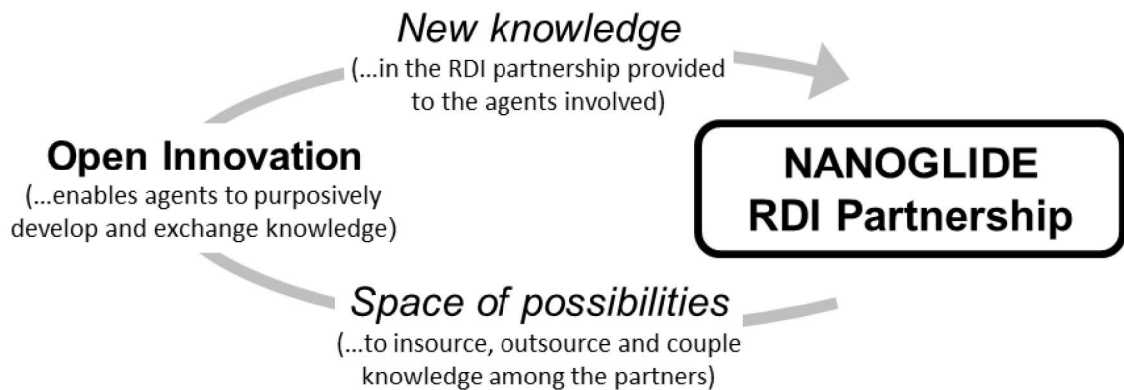 New knowledge
(...in the RDI partnership provided
to the agents involved)
Open Innovation
(...enables agents to purposively
develop and exchange knowledge)
NANOGLIDE
RDI Partnership
Space of possibilities
(...to insource, outsource and couple
knowledge among the partners)